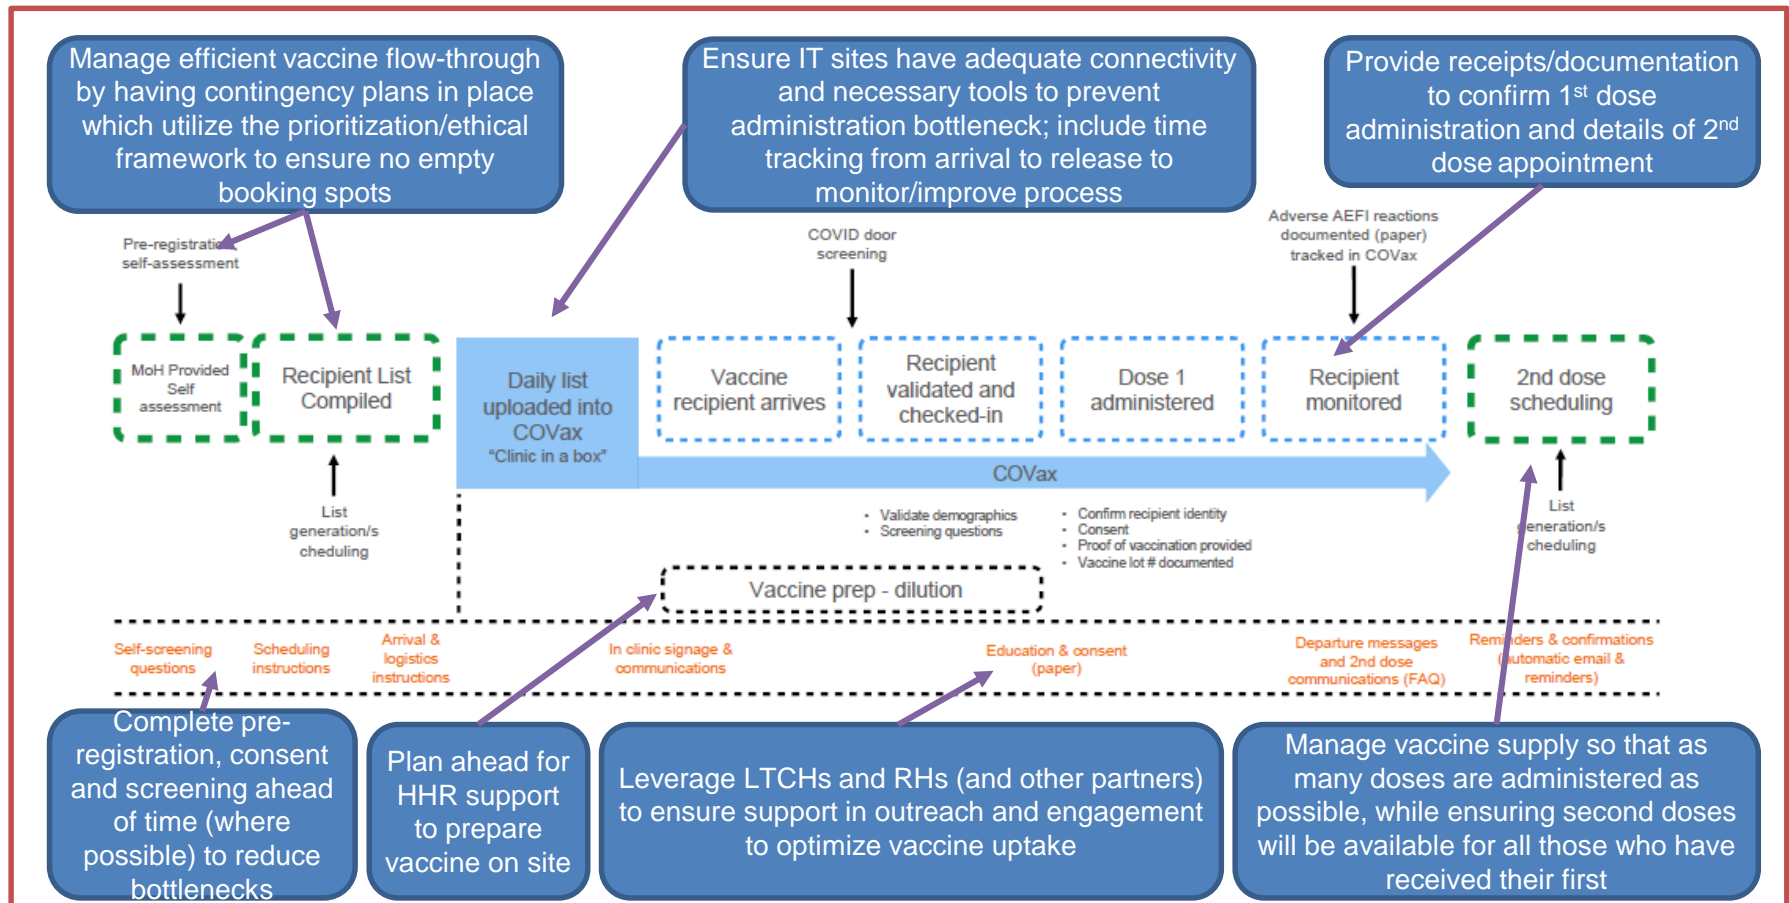 Manage efficient vaccine flow-through
by having contingency plans in place
which utilize the prioritization/ethical
framework to ensure no empty
booking spots
Ensure IT sites have adequate connectivity
and necessary tools to prevent
administration bottleneck; include time
tracking from arrival to release to
monitor/improve process
Provide receipts/documentation
to confirm 1st dose
administration and details of 2nd
dose appointment
Pre-registration
self-assessment
COVID door
screening
Adverse AEFI reactions
documented (paper)
tracked in COVax
MoH Provided
Self
assessment
Recipient List
Compiled
Daily list
uploaded into
COVax
"Clinic in a box"
Vaccine
recipient arrives
Recipient
validated and
checked-in
Dose 1
administered
Recipient
monitored
2nd dose
scheduling
COVax
List
generation/s
cheduling
• Validate demographics
• Screening questions
• Confirm recipient identity
• Consent
• Proof of vaccination provided
• Vaccine lot # documented
List
generation/s
cheduling
Vaccine prep - dilution
Self-screening
questions
Scheduling
instructions
Arrival &
logistics
instructions
In clinic signage &
communications
Education & consent
(paper)
Departure messages
and 2nd dose
communications (FAQ)
Reminders & confirmations
(automatic email &
reminders)
Complete pre-
registration, consent
and screening ahead
of time (where
possible) to reduce
bottlenecks
Plan ahead for
HHR support
to prepare
vaccine on site
Leverage LTCHs and RHs (and other partners)
to ensure support in outreach and engagement
to optimize vaccine uptake
Manage vaccine supply so that as
many doses are administered as
possible, while ensuring second doses
will be available for all those who have
received their first